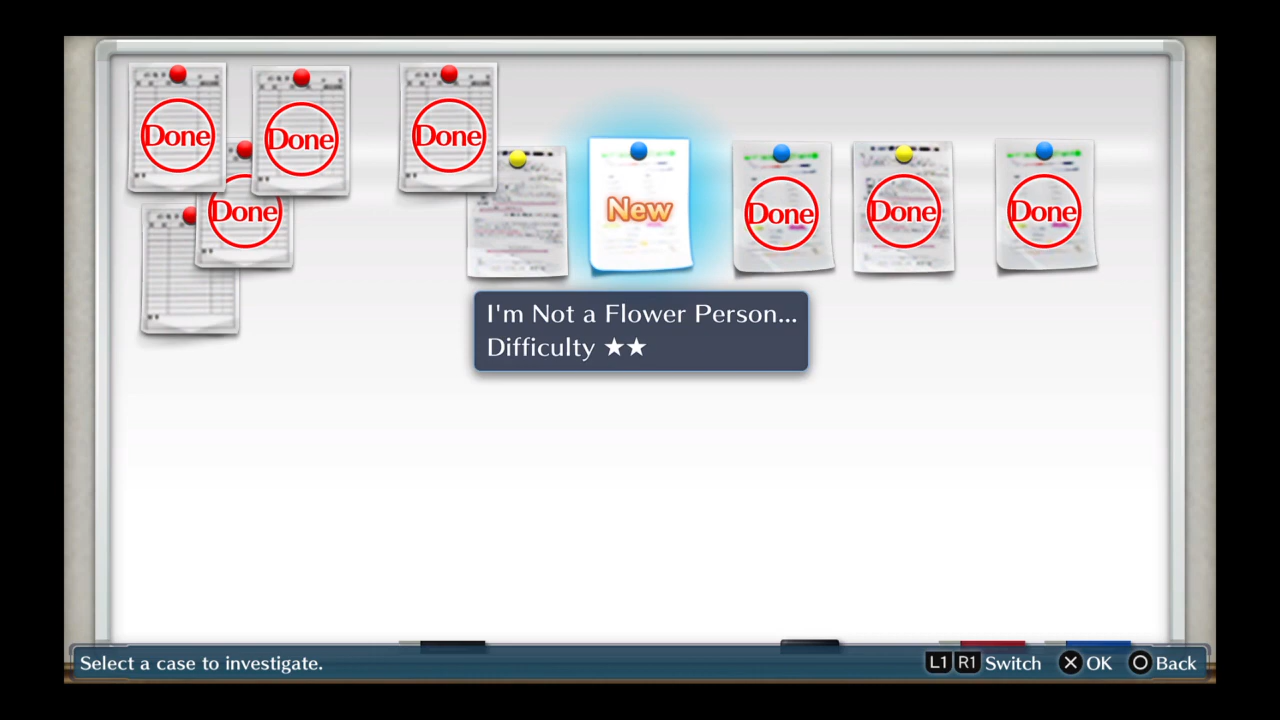 Done
Done
Done
Done
New
Done
Done
Done
I'm Not a Flower Person...
Difficulty ★★
Select a case to investigate.
L1 R1 Switch
OK
Back